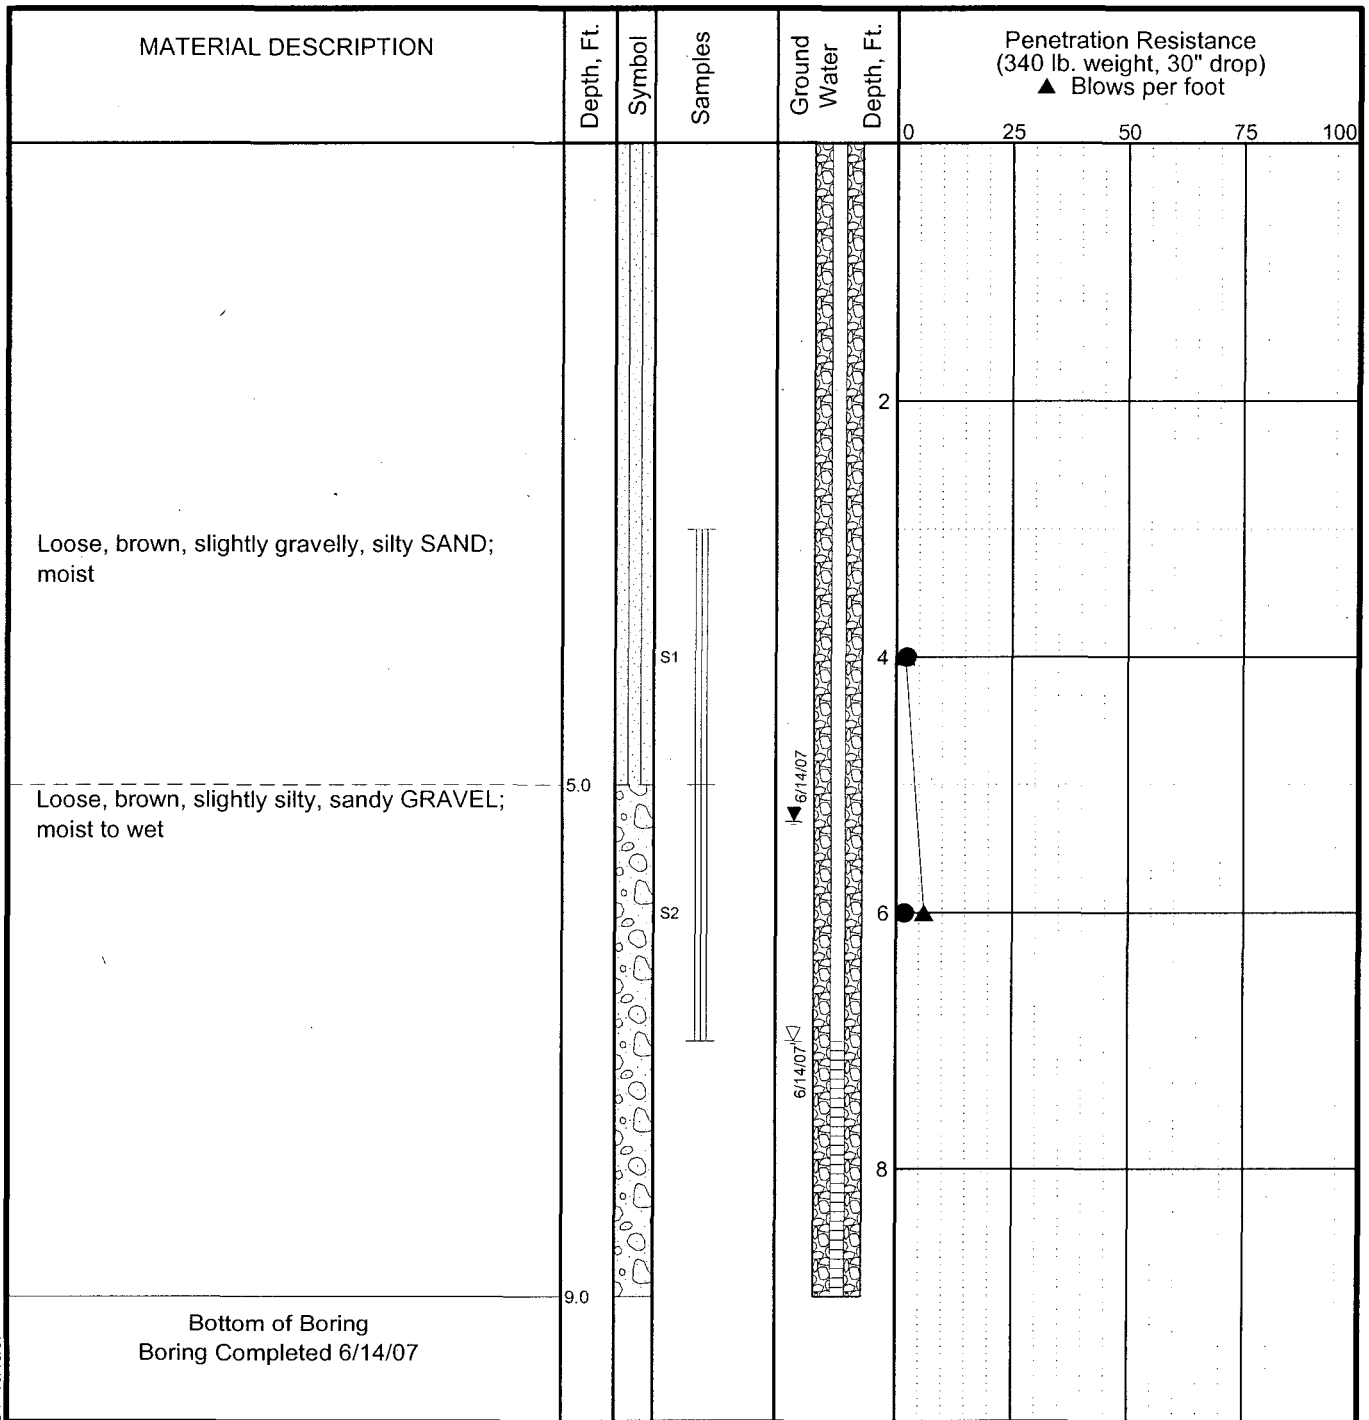 MATERIAL DESCRIPTION
Depth, Ft.
Symbol
Samples
Ground
Water
Depth, Ft.
Penetration Resistance
(340 lb. weight, 30" drop)
▲ Blows per foot
0 25 50 75 100
2
Loose, brown, slightly gravelly, silty SAND;
moist
S1
4
6/14/07
5.0
Loose, brown, slightly silty, sandy GRAVEL;
moist to wet
S2
6
6/14/07
8
9.0
Bottom of Boring
Boring Completed 6/14/07